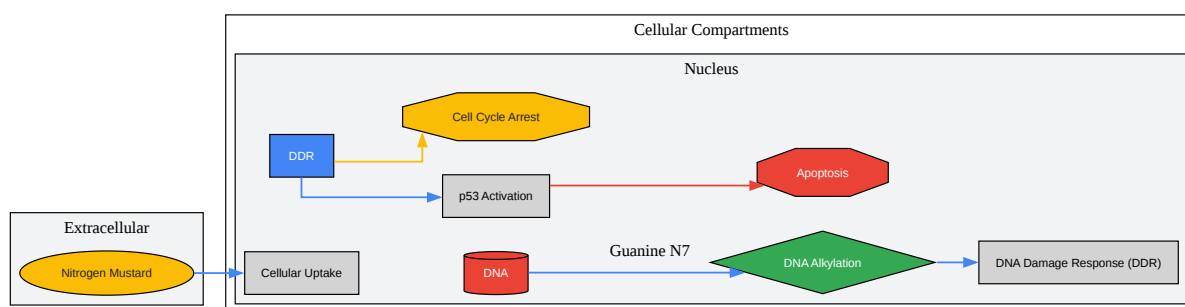 Cellular Compartments
Nucleus
Cell Cycle Arrest
DDR
Apoptosis
p53 Activation
Extracellular
Guanine N7
Nitrogen Mustard
Cellular Uptake
DNA
DNA Alkylation
DNA Damage Response (DDR)